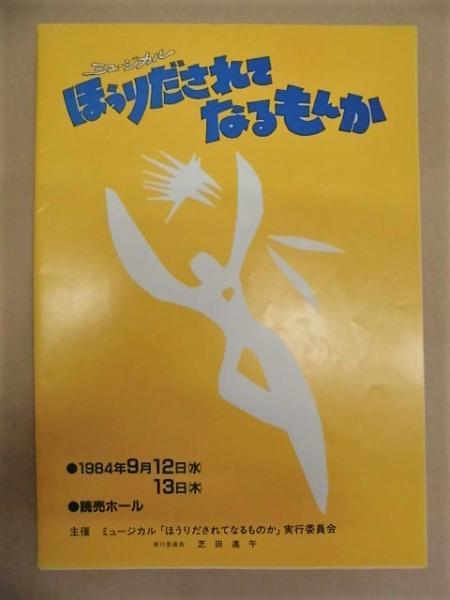 ミュージカル
ほうりだされて
なるもんか
●1984年9月12日㈬
13日㈭
●読売ホール
主催 ミュージカル「ほうりだされてなるものか」実行委員会
実行委員長 芝田進午